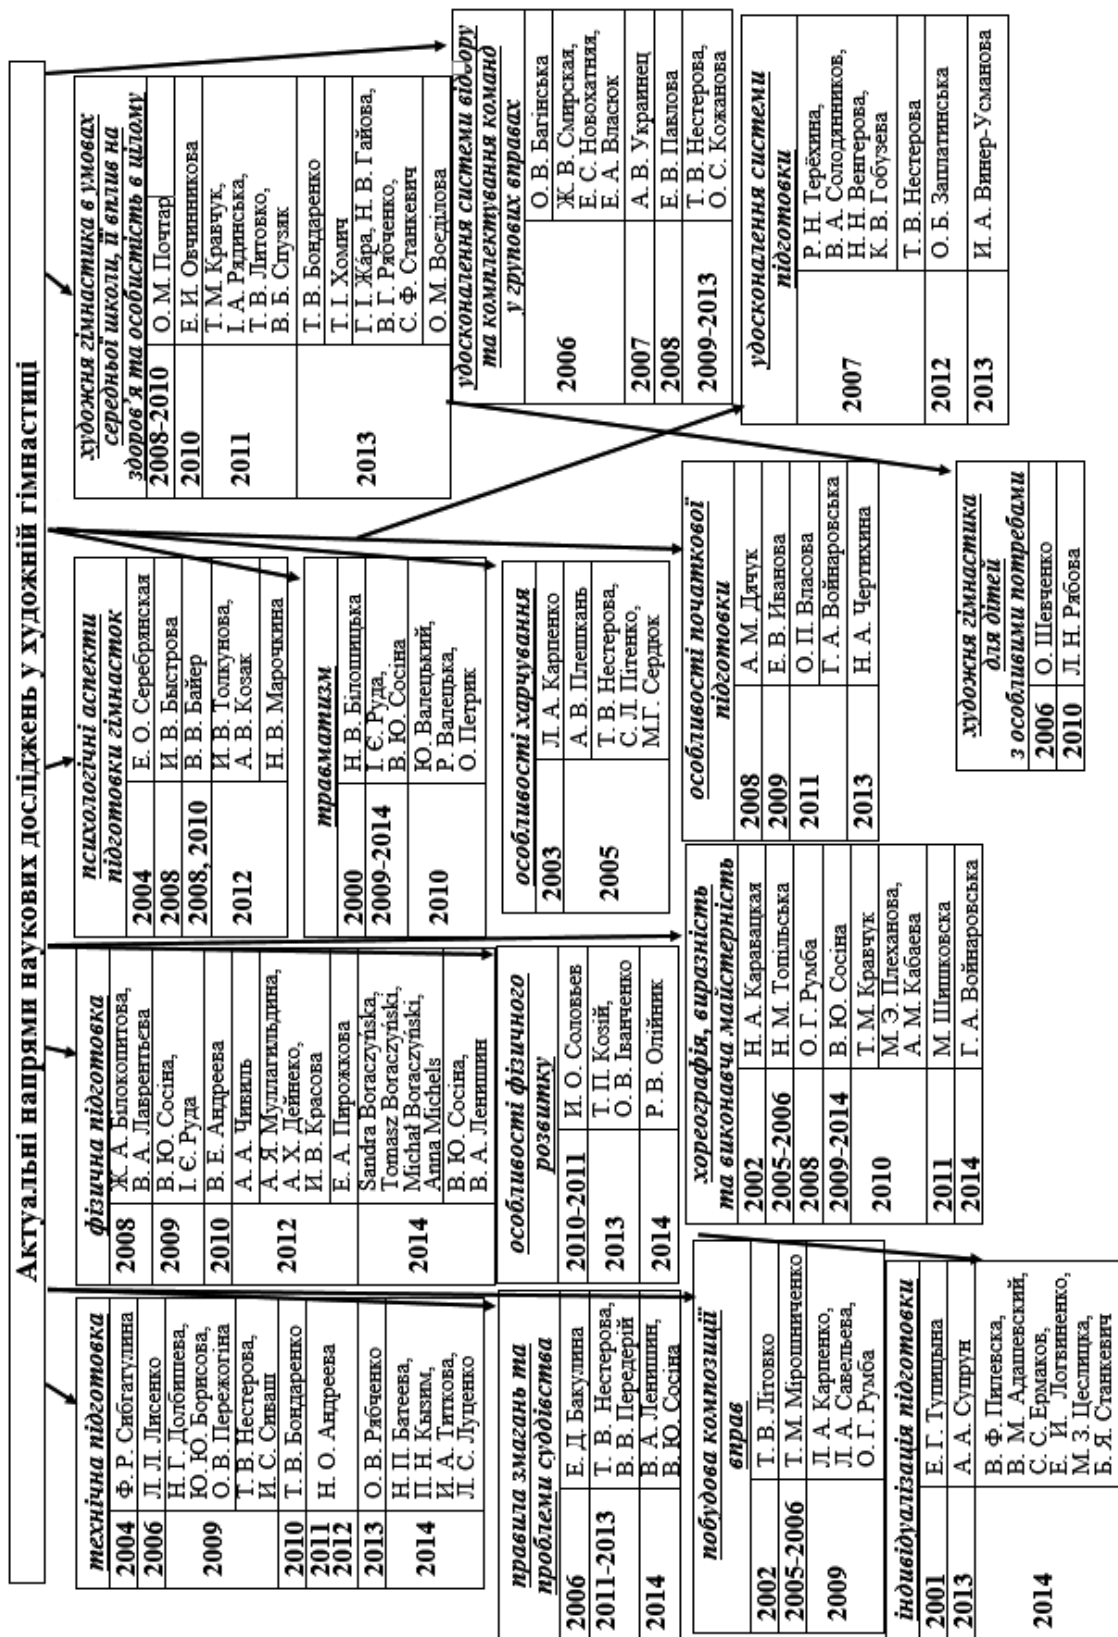 Актуальні напрями наукових досліджень у художній гімнастиці
технічна підготовка
2004 Ф. Р. Сибгатулина
2006 Л. Л. Лисенко
2009 Н. Г. Долбишева,
Ю. Ю. Борисова,
О. В. Пережогіна
Т. В. Нестерова,
И. С. Сиваш
2010 Т. В. Бондаренко
2011 Н. О. Андреева
2012
2013 О. В. Рябченко
2014 Н. П. Батеева,
П. Н. Кызим,
И. А. Титкова,
Л. С. Луценко
фізична підготовка
2008 Ж. А. Білокопитова,
В. А. Лаврентьєва
2009 В. Ю. Сосіна,
І. Є. Руда
2010 В. Е. Андреева
2012 А. А. Чивиль
А. Я. Муллагильдина,
А. Х. Дейнеко,
И. В. Красова
Е. А. Пирожкова
2014 Sandra Boraczyńska,
Tomasz Boraczyński,
Michał Boraczyński,
Anna Michels
В. Ю. Сосіна,
В. А. Ленишин
психологічні аспекти
підготовки гімнасток
2004 Е. О. Серебрянская
2008 И. В. Быстрова
2008, 2010 В. В. Байер
2012 И. В. Толкунова,
А. В. Козак
Н. В. Марочкина
художня гімнастика в умовах
середньої школи, її вплив на
здоров'я та особистість в цілому
2008-2010 О. М. Почтар
2010 Е. И. Овчинникова
2011 Т. М. Кравчук,
І. А. Рядинська,
Т. В. Литовко,
В. Б. Спузяк
2013 Т. В. Бондаренко
Т. І. Хомич
Г. І. Жара, Н. В. Гайова,
В. Г. Рябченко,
С. Ф. Станкевич
О. М. Воєділова
травматизм
2000 Н. В. Білошицька
2009-2014 І. Є. Руда,
В. Ю. Сосіна
2010 Ю. Валецький,
Р. Валецька,
О. Петрик
удосконалення системи відбору
та комплектування команд
у групових вправах
2006 О. В. Багінська
Ж. В. Смирская,
Е. С. Новохатняя,
Е. А. Власюк
2007 А. В. Украинец
2008 Е. В. Павлова
2009-2013 Т. В. Нестерова,
О. С. Кожанова
правила змагань та
проблеми суддівства
2006 Е. Д. Бакулина
2011-2013 Т. В. Нестерова,
В. В. Передерій
2014 В. А. Ленишин,
В. Ю. Сосіна
особливості фізичного
розвитку
2010-2011 И. О. Соловьев
2013 Т. П. Козій,
О. В. Іванченко
2014 Р. В. Олійник
особливості харчування
2003 Л. А. Карпенко
2005 А. В. Плешкань
Т. В. Нестерова,
С. Л. Пітенко,
М.Г. Сердюк
удосконалення системи
підготовки
2007 Р. Н. Терёхина,
В. А. Солодянников,
Н. Н. Венгерова,
К. В. Гобузева
Т. В. Нестерова
2012 О. Б. Заплатинська
2013 И. А. Винер-Усманова
побудова композиції
вправ
2002 Т. В. Літовко
2005-2006 Т. М. Мірошниченко
2009 Л. А. Карпенко,
Л. А. Савельева,
О. Г. Румба
хореографія, виразність
та виконавча майстерність
2002 Н. А. Каравацкая
2005-2006 Н. М. Топільська
2008 О. Г. Румба
2009-2014 В. Ю. Сосіна
2010 Т. М. Кравчук
М. Э. Плеханова,
А. М. Кабаева
2011 М. Шишковска
2014 Г. А. Войнаровська
особливості початкової
підготовки
2008 А. М. Дячук
2009 Е. В. Иванова
2011 О. П. Власова
Г. А. Войнаровська
2013 Н. А. Чертихина
індивідуалізація підготовки
2001 Е. Г. Тупицына
2013 А. А. Супрун
2014 В. Ф. Пилевска,
В. М. Адашевский,
С. С. Ермаков,
Е. И. Логвиненко,
М. З. Цеслицка,
Б. Я. Станкевич
художня гімнастика
для дітей
з особливими потребами
2006 О. Шевченко
2010 Л. Н. Рябова